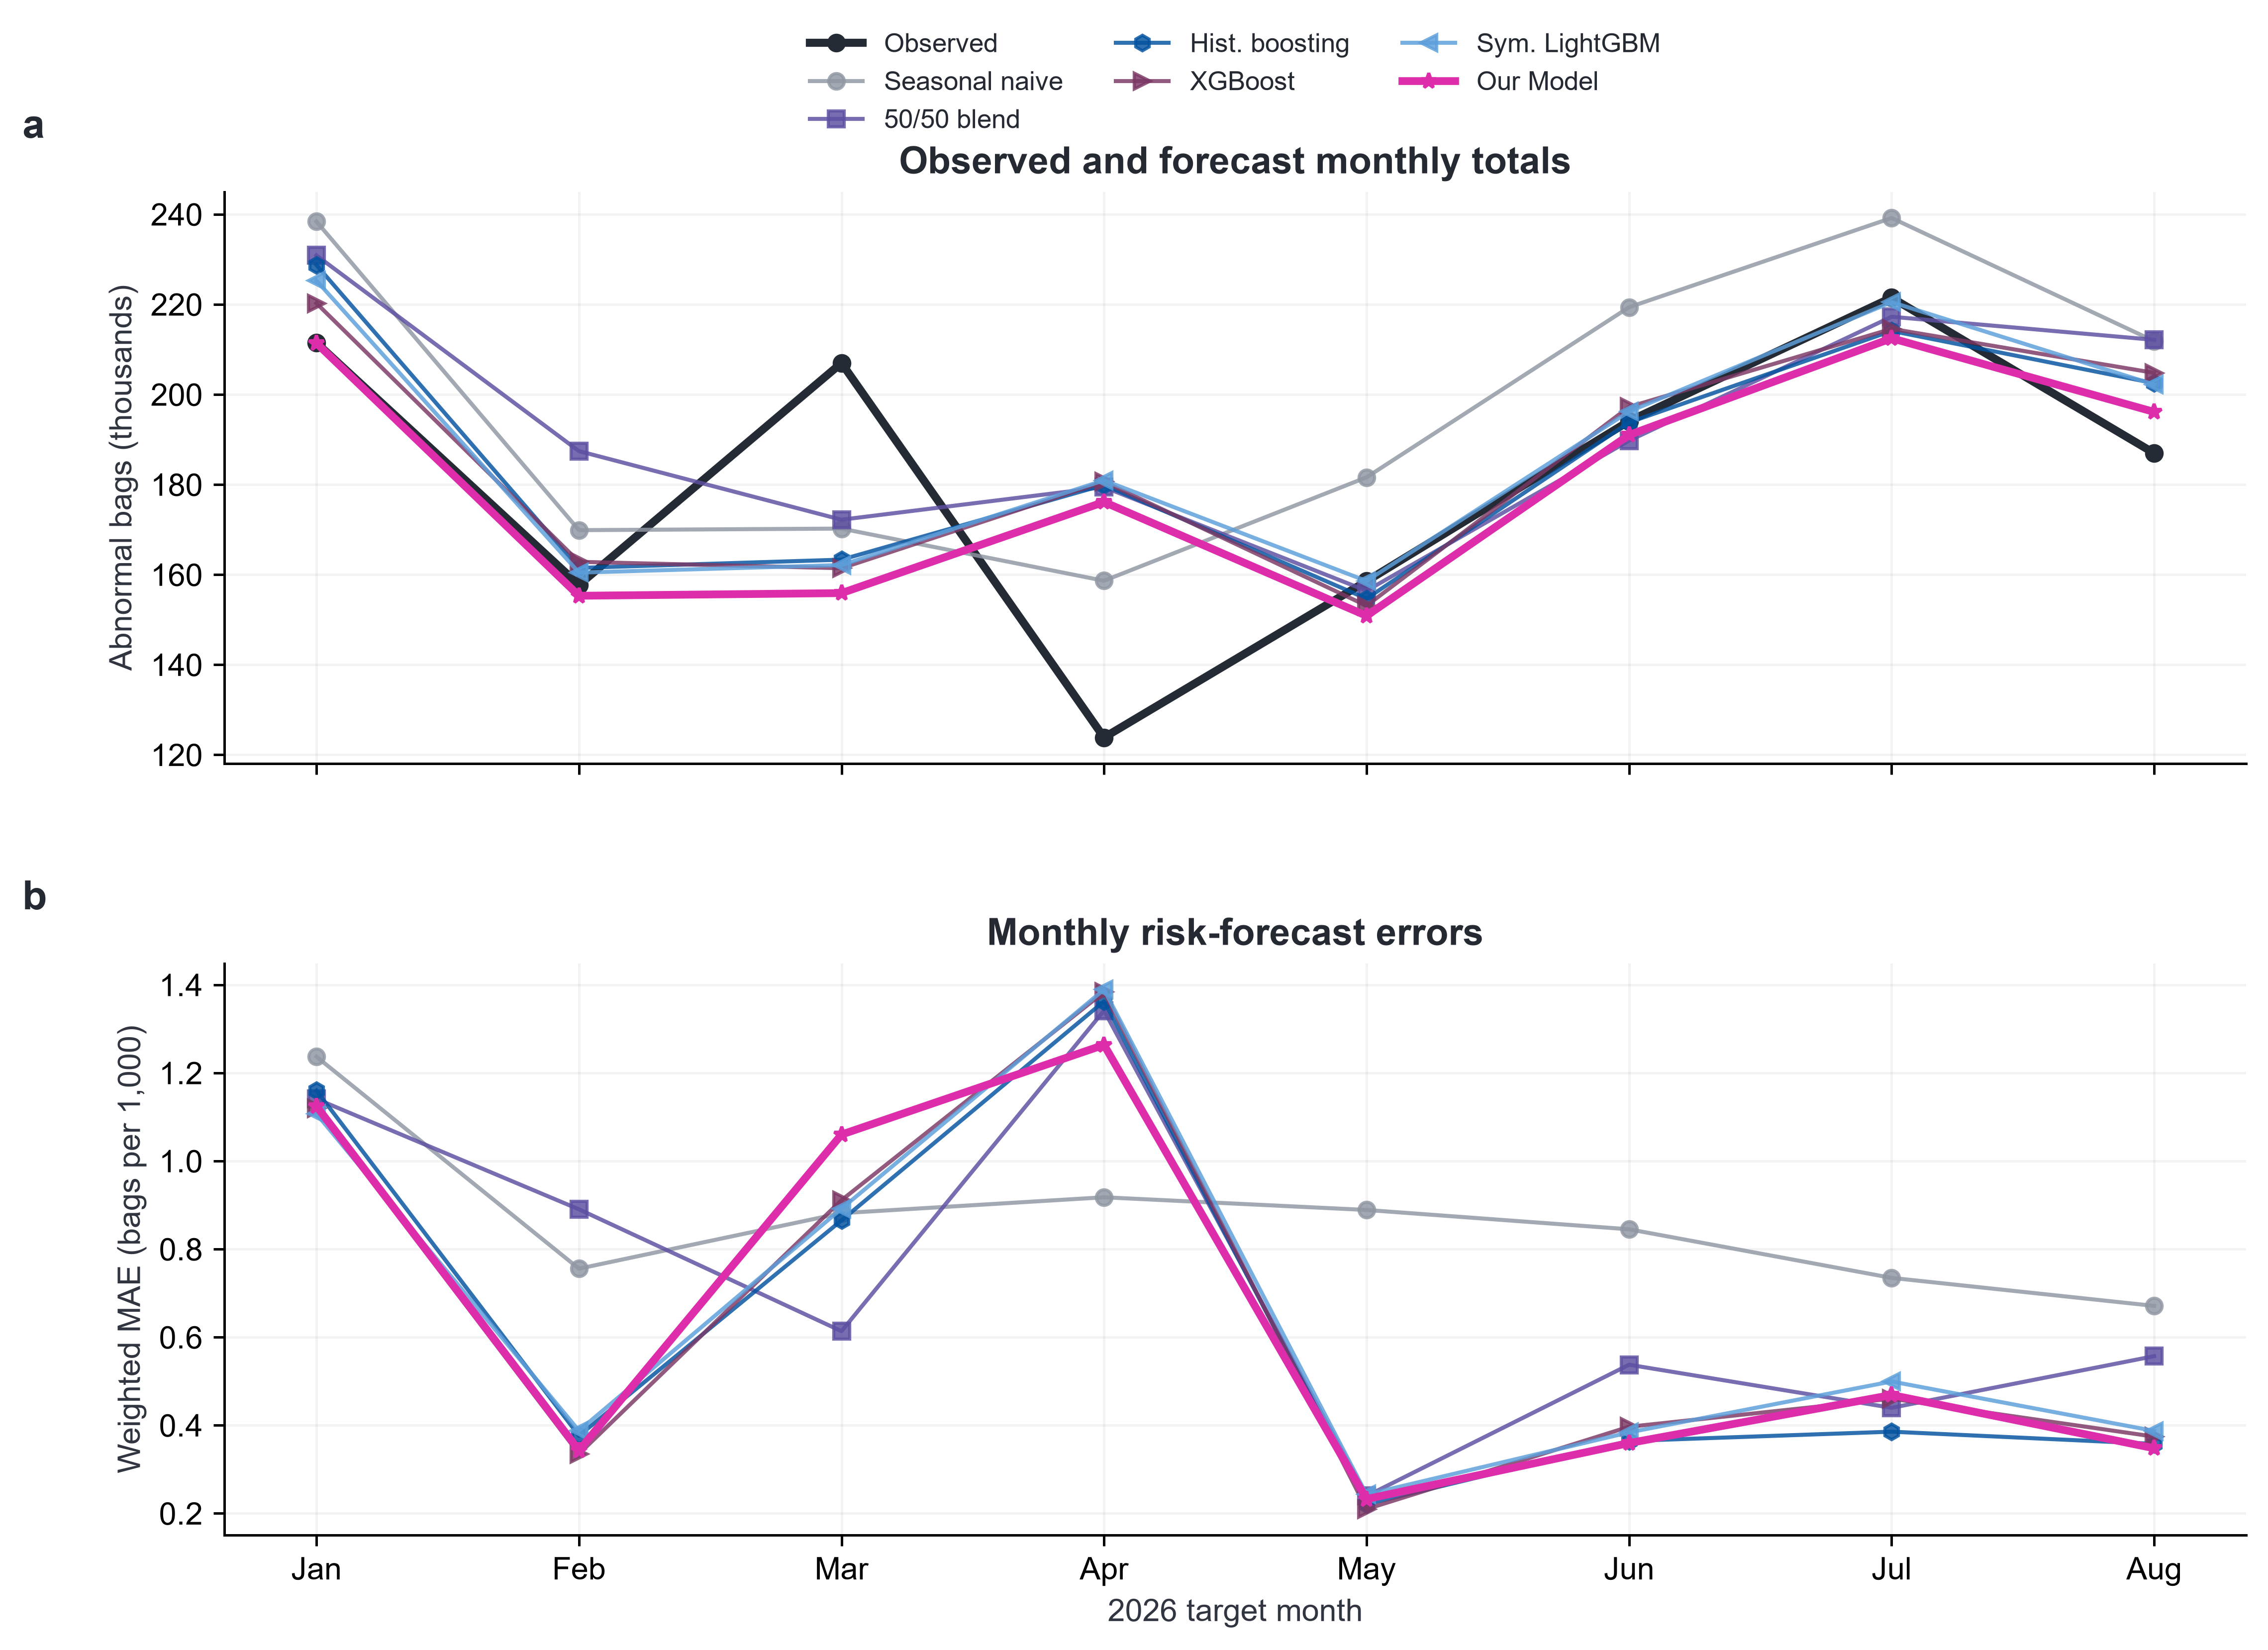 Observed
Seasonal naive
50/50 blend
Hist. boosting
XGBoost
Sym. LightGBM
Our Model
a
Observed and forecast monthly totals
Abnormal bags (thousands)
240
220
200
180
160
140
120
b
Monthly risk-forecast errors
Weighted MAE (bags per 1,000)
1.4
1.2
1.0
0.8
0.6
0.4
0.2
Jan Feb Mar Apr May Jun Jul Aug
2026 target month